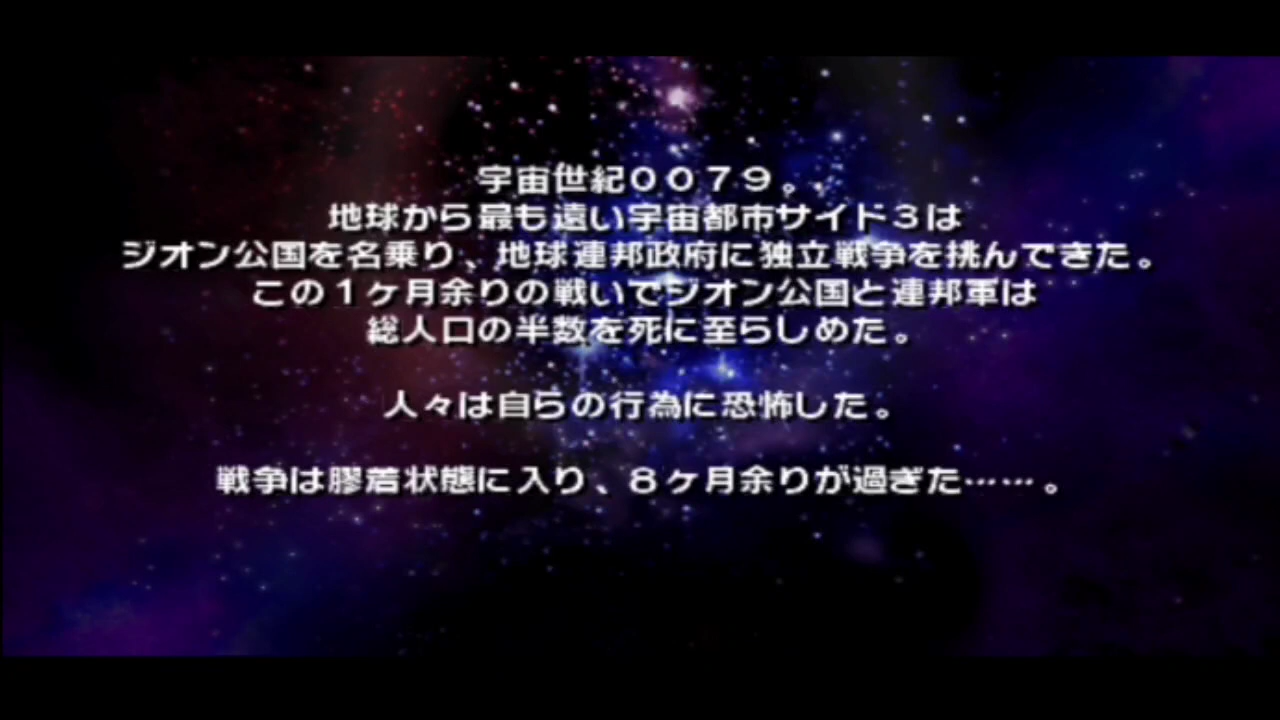 宇宙世紀００７９。
地球から最も遠い宇宙都市サイド３は
ジオン公国を名乗り、地球連邦政府に独立戦争を挑んできた。
この１ケ月余りの戦いでジオン公国と連邦軍は
総人口の半数を死に至らしめた。
人々は自らの行為に恐怖した。
戦争は膠着状態に入り、８ケ月余りが過ぎた……。